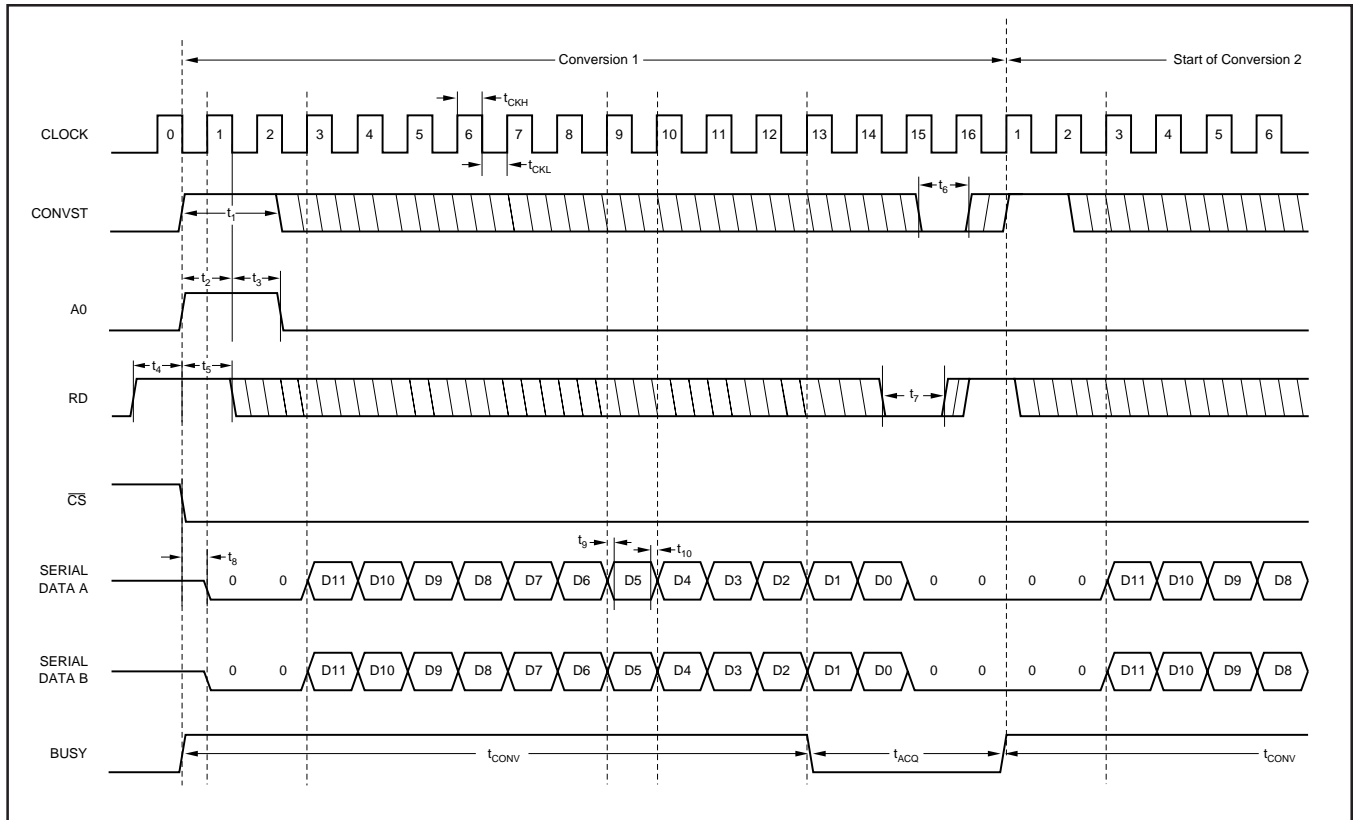 Conversion 1 Start of Conversion 2
tCKH
CLOCK 0 1 2 3 4 5 6 7 8 9 10 11 12 13 14 15 16 1 2 3 4 5 6
tCKL
t6
CONVST t1
t2 t3
A0
t4 t5
RD t7
CS
t8 t9 t10
SERIAL
DATA A 0 0 D11 D10 D9 D8 D7 D6 D5 D4 D3 D2 D1 D0 0 0 0 0 D11 D10 D9 D8
SERIAL
DATA B 0 0 D11 D10 D9 D8 D7 D6 D5 D4 D3 D2 D1 D0 0 0 0 0 D11 D10 D9 D8
BUSY tCONV tACQ tCONV